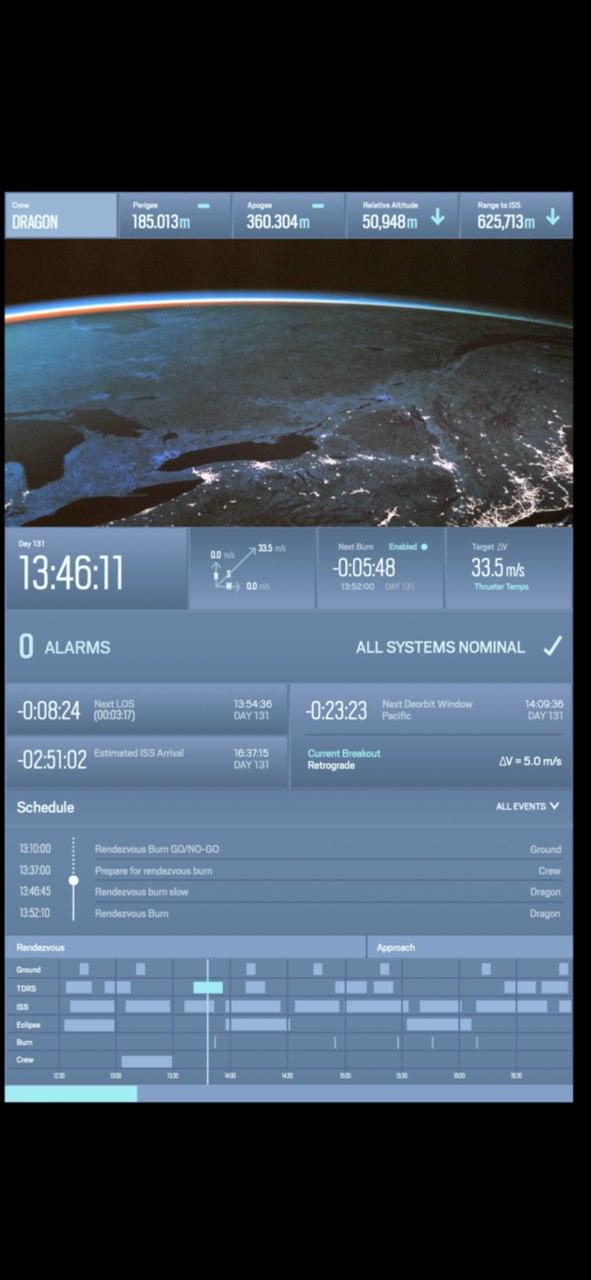 Crew
DRAGON
Perigee
185.013m
Apogee
360.304m
Relative Altitude
50,948m
Range to ISS
625,713m
Day 131
13:46:11
0.0 m/s
33.5 m/s
N
S
W
0.0 m/s
Next Burn Enabled
-0:05:48
13:52:00 DAY 131
Target ΔV
33.5 m/s
Thruster Temps
0 ALARMS
ALL SYSTEMS NOMINAL
-0:08:24
Next LOS
(00:03:17)
13:54:36
DAY 131
-0:23:23
Next Deorbit Window
Pacific
14:09:36
DAY 131
-02:51:02
Estimated ISS Arrival
16:37:15
DAY 131
Current Breakout
Retrograde
ΔV = 5.0 m/s
Schedule
ALL EVENTS
13:10:00 Rendezvous Burn GO/NO-GO Ground
13:37:00 Prepare for rendezvous burn Crew
13:46:45 Rendezvous burn slow Dragon
13:52:10 Rendezvous Burn Dragon
Rendezvous
Approach
Ground
TDRS
ISS
Eclipse
Burn
Crew
12:30 13:00 13:30 14:00 14:30 15:00 15:30 16:00 16:30